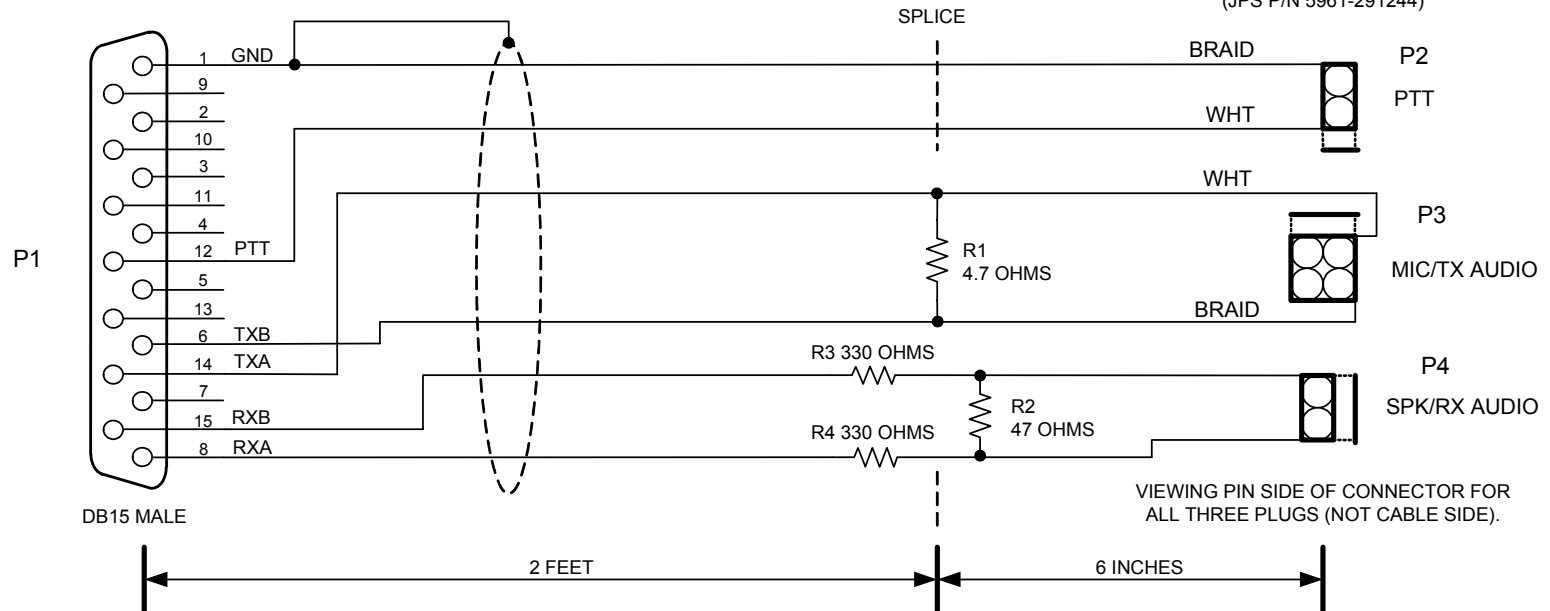 (JPS P/N 5961-291244)
SPLICE
BRAID
P2
PTT
WHT
WHT
P3
MIC/TX AUDIO
BRAID
P4
SPK/RX AUDIO
P1
1 GND
9
2
10
3
11
4
12 PTT
5
13
6 TXB
14 TXA
7
15 RXB
8 RXA
DB15 MALE
R1
4.7 OHMS
R3 330 OHMS
R2
47 OHMS
R4 330 OHMS
VIEWING PIN SIDE OF CONNECTOR FOR
ALL THREE PLUGS (NOT CABLE SIDE).
2 FEET
6 INCHES